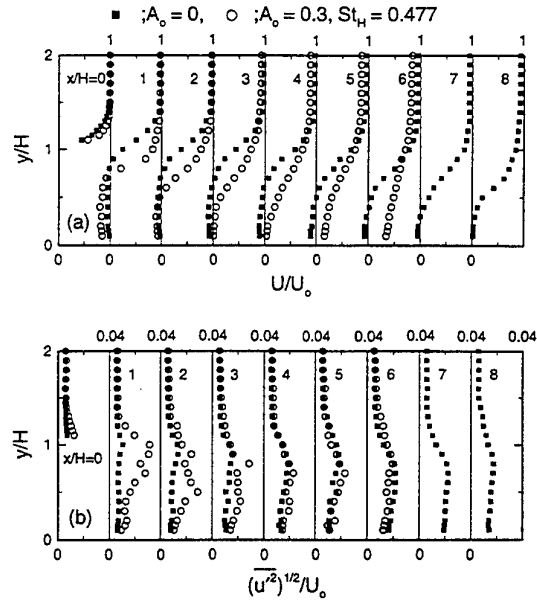 ■ ;Aₒ = 0, ○ ;Aₒ = 0.3, St_H = 0.477
1 1 1 1 1 1 1 1 1
2
x/H=0 1 2 3 4 5 6 7 8
y/H
1
(a)
0
0 0 0 0 0 0 0 0 0
U/Uₒ
0.04 0.04 0.04 0.04 0.04 0.04 0.04 0.04 0.04
2
1 2 3 4 5 6 7 8
y/H
1
x/H=0
(b)
0
0 0 0 0 0 0 0 0 0
(u'²)^1/2/Uₒ